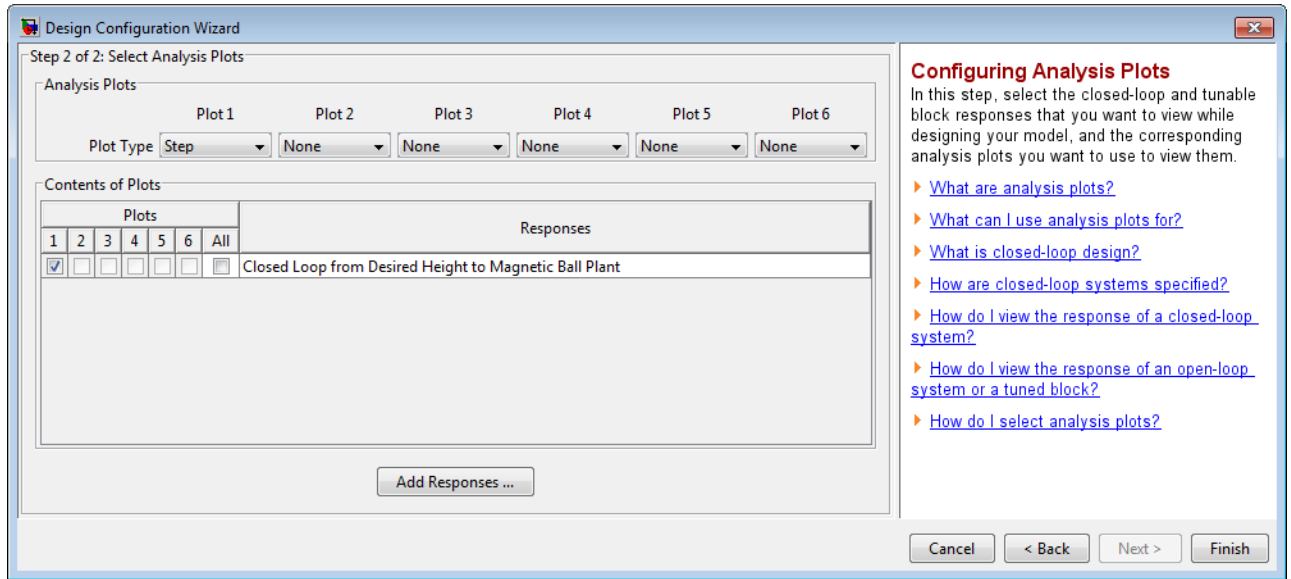 Design Configuration Wizard
Step 2 of 2: Select Analysis Plots
Analysis Plots
Plot 1 Plot 2 Plot 3 Plot 4 Plot 5 Plot 6
Plot Type Step None None None None None
Contents of Plots
Plots
Responses
1 2 3 4 5 6 All
Closed Loop from Desired Height to Magnetic Ball Plant
Add Responses ...
Configuring Analysis Plots
In this step, select the closed-loop and tunable
block responses that you want to view while
designing your model, and the corresponding
analysis plots you want to use to view them.
What are analysis plots?
What can I use analysis plots for?
What is closed-loop design?
How are closed-loop systems specified?
How do I view the response of a closed-loop
system?
How do I view the response of an open-loop
system or a tuned block?
How do I select analysis plots?
Cancel < Back Next > Finish